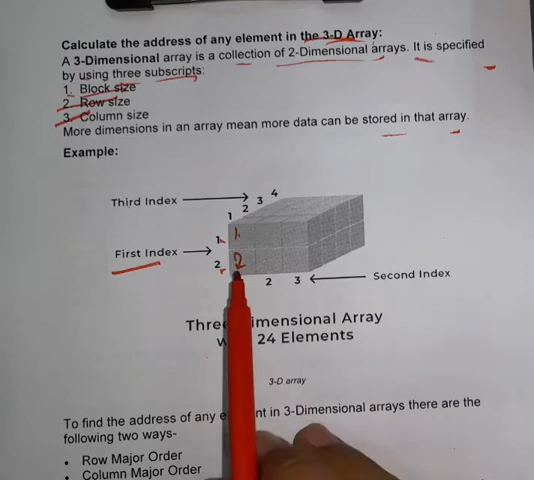 Calculate the address of any element in the 3-D Array:
A 3-Dimensional array is a collection of 2-Dimensional arrays. It is specified
by using three subscripts:
1. Block size
2. Row size
3. Column size
More dimensions in an array mean more data can be stored in that array.
Example:
Third Index
1 2 3 4
First Index
1 1
2 2
2 3
Second Index
Three imensional Array
24 Elements
3-D array
To find the address of any e nt in 3-Dimensional arrays there are the
following two ways-
• Row Major Order
• Column Major Order